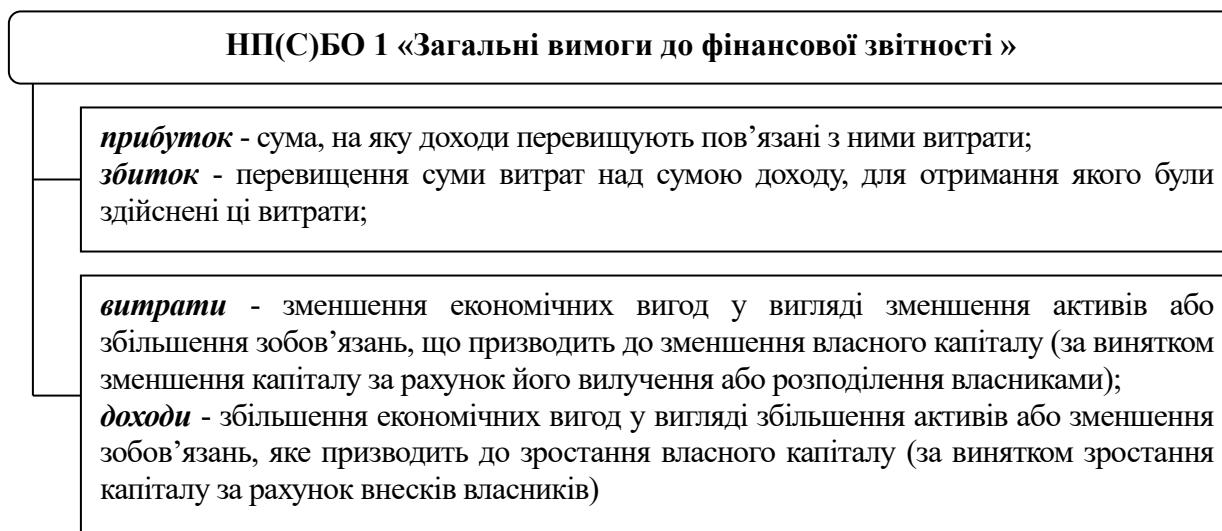 НП(С)БО 1 «Загальні вимоги до фінансової звітності »
прибуток - сума, на яку доходи перевищують пов’язані з ними витрати;
збиток - перевищення суми витрат над сумою доходу, для отримання якого були
здійснені ці витрати;
витрати - зменшення економічних вигод у вигляді зменшення активів або
збільшення зобов’язань, що призводить до зменшення власного капіталу (за винятком
зменшення капіталу за рахунок його вилучення або розподілення власниками);
доходи - збільшення економічних вигод у вигляді збільшення активів або зменшення
зобов’язань, яке призводить до зростання власного капіталу (за винятком зростання
капіталу за рахунок внесків власників)